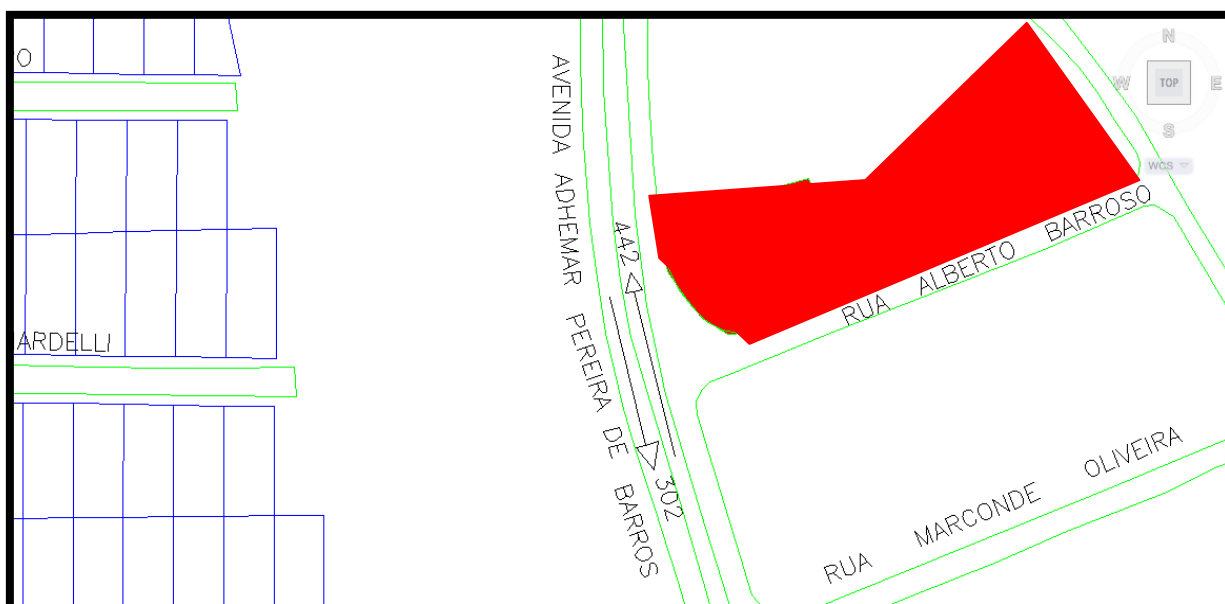 O
N
W
TOP
E
S
WCS
AVENIDA ADHEMAR PEREIRA DE BARROS
442
302
RUA ALBERTO BARROSO
ARDELLI
RUA MARCONDE OLIVEIRA